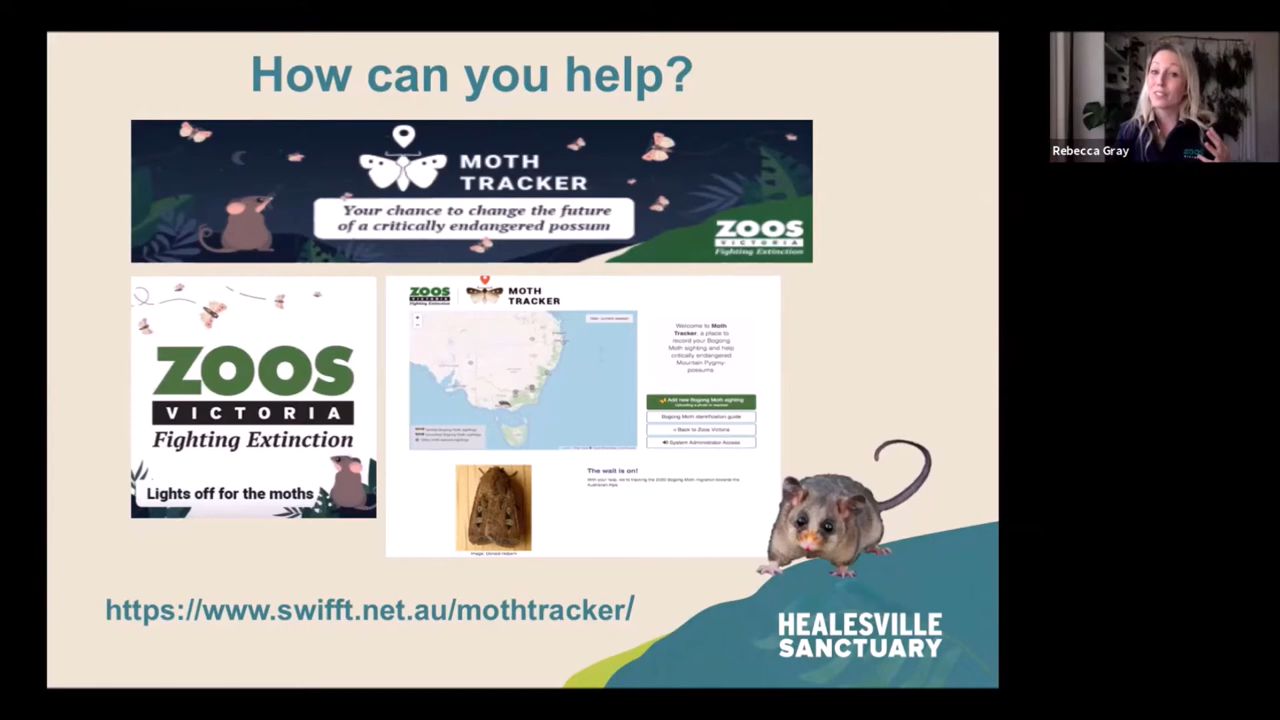 How can you help?
Rebecca Gray
MOTH
TRACKER
Your chance to change the future
of a critically endangered possum
ZOOS
VICTORIA
Fighting Extinction
ZOOS
VICTORIA
Fighting Extinction
Lights off for the moths
ZOOS
VICTORIA
Fighting Extinction
MOTH
TRACKER
Welcome to Moth
Tracker, a place to
record your Bogong
Moth sighting and help
critically endangered
Mountain Pygmy-
possums
Add new Bogong Moth sighting
Bogong Moth identification guide
< Back to Zoos Victoria
System Administrator Access
The wait is on!
https://www.swifft.net.au/mothtracker/
HEALESVILLE
SANCTUARY